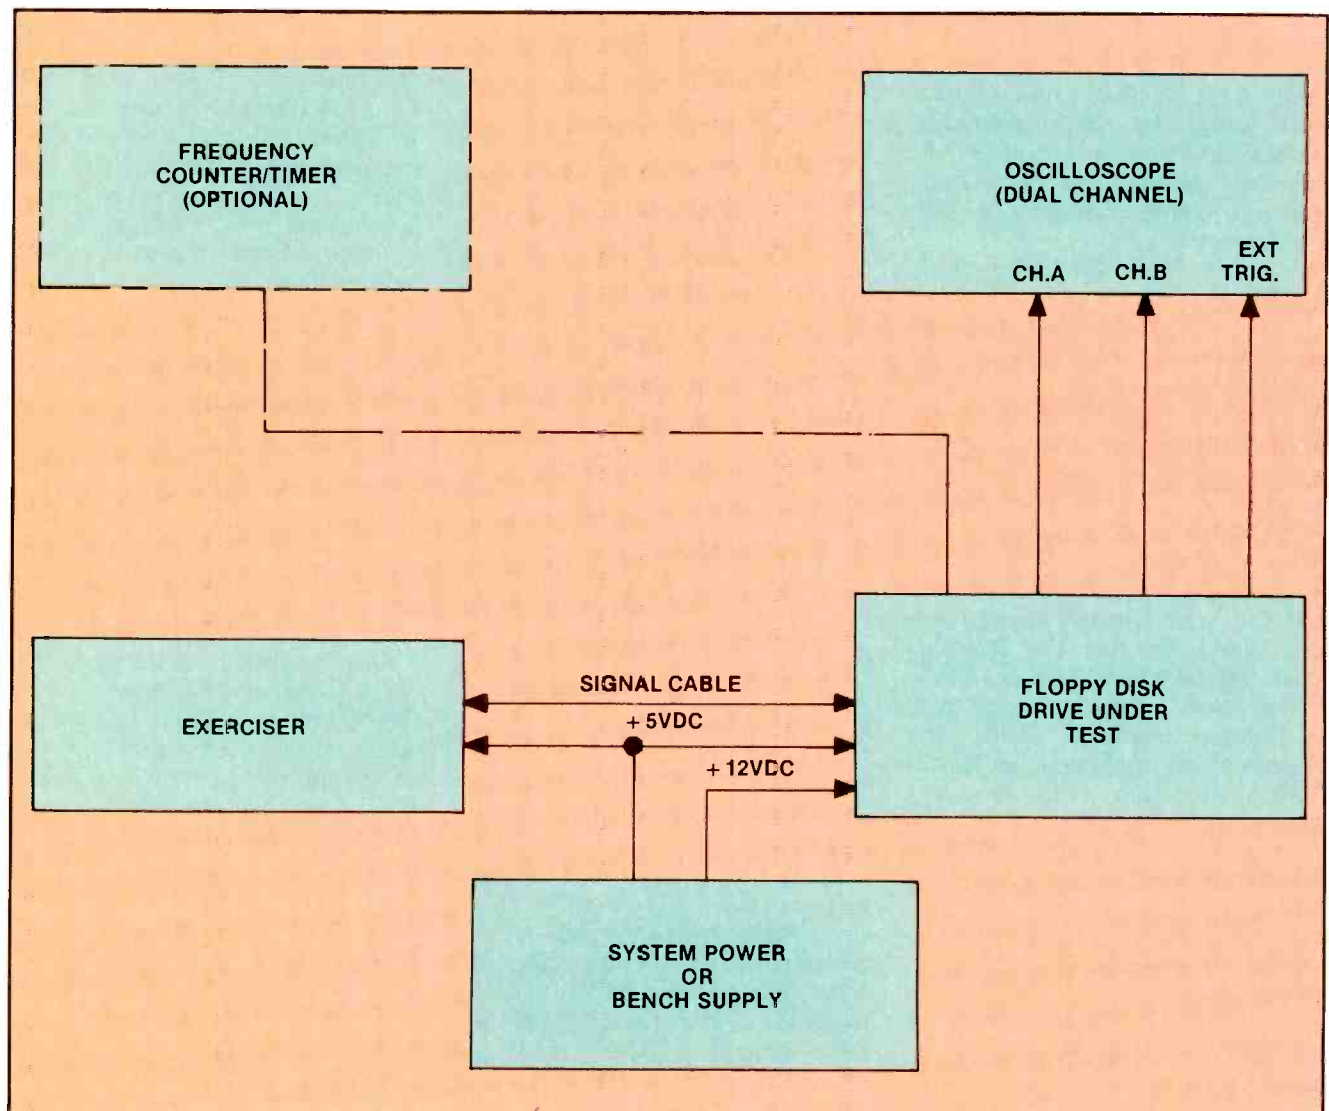 FREQUENCY
COUNTER/TIMER
(OPTIONAL)
OSCILLOSCOPE
(DUAL CHANNEL)
CH.A
CH.B
EXT
TRIG.
EXERCISER
SIGNAL CABLE
+ 5VDC
+ 12VDC
FLOPPY DISK
DRIVE UNDER
TEST
SYSTEM POWER
OR
BENCH SUPPLY